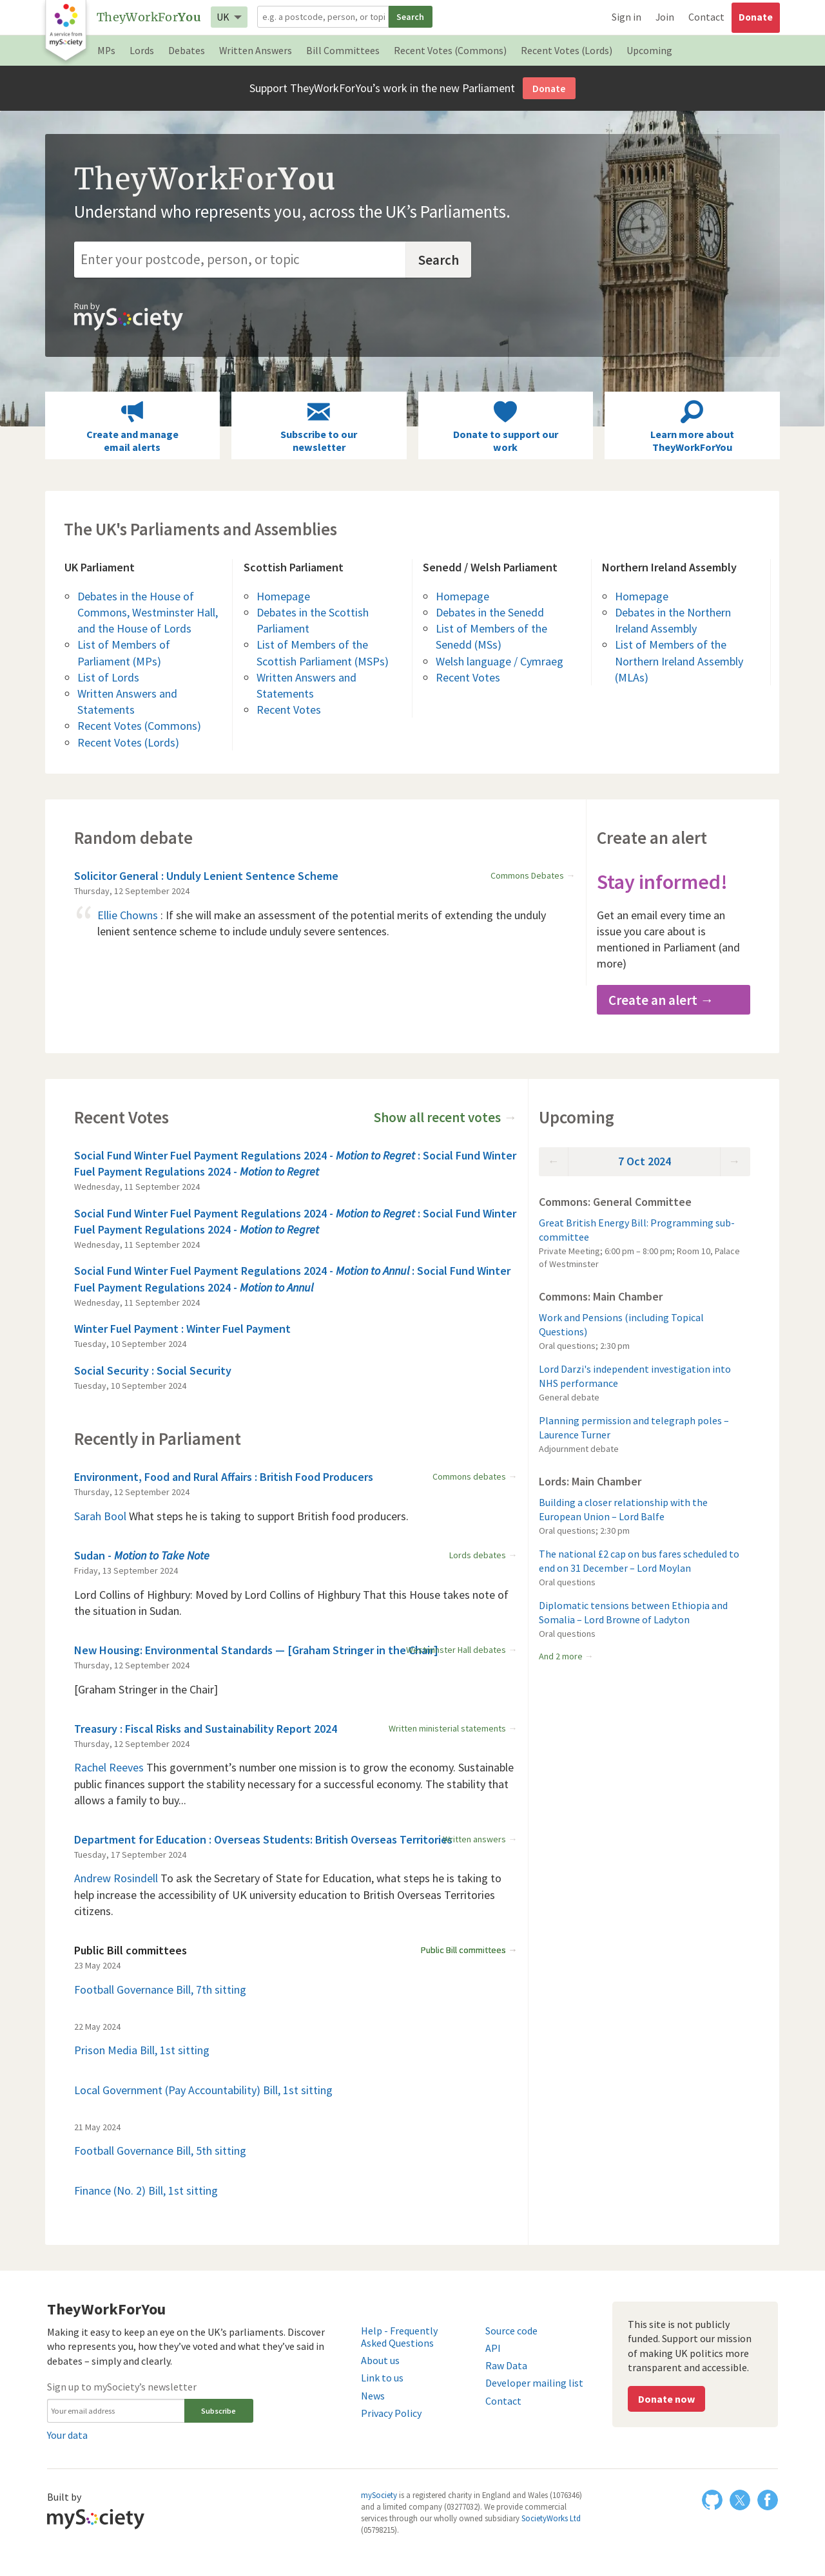 TheyWorkForYou
UK
e.g. a postcode, person, or topi
Search
Sign in
Join
Contact
Donate
A service from
mySociety
MPs
Lords
Debates
Written Answers
Bill Committees
Recent Votes (Commons)
Recent Votes (Lords)
Upcoming
Support TheyWorkForYou’s work in the new Parliament
Donate
TheyWorkForYou
Understand who represents you, across the UK’s Parliaments.
Enter your postcode, person, or topic
Search
Run by
mySociety
Create and manage
email alerts
Subscribe to our
newsletter
Donate to support our
work
Learn more about
TheyWorkForYou
The UK's Parliaments and Assemblies
UK Parliament
Debates in the House of
Commons, Westminster Hall,
and the House of Lords
List of Members of
Parliament (MPs)
List of Lords
Written Answers and
Statements
Recent Votes (Commons)
Recent Votes (Lords)
Scottish Parliament
Homepage
Debates in the Scottish
Parliament
List of Members of the
Scottish Parliament (MSPs)
Written Answers and
Statements
Recent Votes
Senedd / Welsh Parliament
Homepage
Debates in the Senedd
List of Members of the
Senedd (MSs)
Welsh language / Cymraeg
Recent Votes
Northern Ireland Assembly
Homepage
Debates in the Northern
Ireland Assembly
List of Members of the
Northern Ireland Assembly
(MLAs)
Random debate
Solicitor General : Unduly Lenient Sentence Scheme
Commons Debates →
Thursday, 12 September 2024
“ Ellie Chowns : If she will make an assessment of the potential merits of extending the unduly
lenient sentence scheme to include unduly severe sentences.
Create an alert
Stay informed!
Get an email every time an
issue you care about is
mentioned in Parliament (and
more)
Create an alert →
Recent Votes
Show all recent votes →
Social Fund Winter Fuel Payment Regulations 2024 - Motion to Regret : Social Fund Winter
Fuel Payment Regulations 2024 - Motion to Regret
Wednesday, 11 September 2024
Social Fund Winter Fuel Payment Regulations 2024 - Motion to Regret : Social Fund Winter
Fuel Payment Regulations 2024 - Motion to Regret
Wednesday, 11 September 2024
Social Fund Winter Fuel Payment Regulations 2024 - Motion to Annul : Social Fund Winter
Fuel Payment Regulations 2024 - Motion to Annul
Wednesday, 11 September 2024
Winter Fuel Payment : Winter Fuel Payment
Tuesday, 10 September 2024
Social Security : Social Security
Tuesday, 10 September 2024
Recently in Parliament
Environment, Food and Rural Affairs : British Food Producers
Commons debates →
Thursday, 12 September 2024
Sarah Bool What steps he is taking to support British food producers.
Sudan - Motion to Take Note
Lords debates →
Friday, 13 September 2024
Lord Collins of Highbury: Moved by Lord Collins of Highbury That this House takes note of
the situation in Sudan.
New Housing: Environmental Standards — [Graham Stringer in the Chair]
Westminster Hall debates →
Thursday, 12 September 2024
[Graham Stringer in the Chair]
Treasury : Fiscal Risks and Sustainability Report 2024
Written ministerial statements →
Thursday, 12 September 2024
Rachel Reeves This government’s number one mission is to grow the economy. Sustainable
public finances support the stability necessary for a successful economy. The stability that
allows a family to buy...
Department for Education : Overseas Students: British Overseas Territories
Written answers →
Tuesday, 17 September 2024
Andrew Rosindell To ask the Secretary of State for Education, what steps he is taking to
help increase the accessibility of UK university education to British Overseas Territories
citizens.
Public Bill committees
Public Bill committees →
23 May 2024
Football Governance Bill, 7th sitting
22 May 2024
Prison Media Bill, 1st sitting
Local Government (Pay Accountability) Bill, 1st sitting
21 May 2024
Football Governance Bill, 5th sitting
Finance (No. 2) Bill, 1st sitting
Upcoming
← 7 Oct 2024 →
Commons: General Committee
Great British Energy Bill: Programming sub-
committee
Private Meeting; 6:00 pm – 8:00 pm; Room 10, Palace
of Westminster
Commons: Main Chamber
Work and Pensions (including Topical
Questions)
Oral questions; 2:30 pm
Lord Darzi's independent investigation into
NHS performance
General debate
Planning permission and telegraph poles –
Laurence Turner
Adjournment debate
Lords: Main Chamber
Building a closer relationship with the
European Union – Lord Balfe
Oral questions; 2:30 pm
The national £2 cap on bus fares scheduled to
end on 31 December – Lord Moylan
Oral questions
Diplomatic tensions between Ethiopia and
Somalia – Lord Browne of Ladyton
Oral questions
And 2 more →
TheyWorkForYou
Making it easy to keep an eye on the UK’s parliaments. Discover
who represents you, how they’ve voted and what they’ve said in
debates – simply and clearly.
Sign up to mySociety’s newsletter
Your email address
Subscribe
Your data
Help - Frequently
Asked Questions
About us
Link to us
News
Privacy Policy
Source code
API
Raw Data
Developer mailing list
Contact
This site is not publicly
funded. Support our mission
of making UK politics more
transparent and accessible.
Donate now
Built by
mySociety
mySociety is a registered charity in England and Wales (1076346)
and a limited company (03277032). We provide commercial
services through our wholly owned subsidiary SocietyWorks Ltd
(05798215).